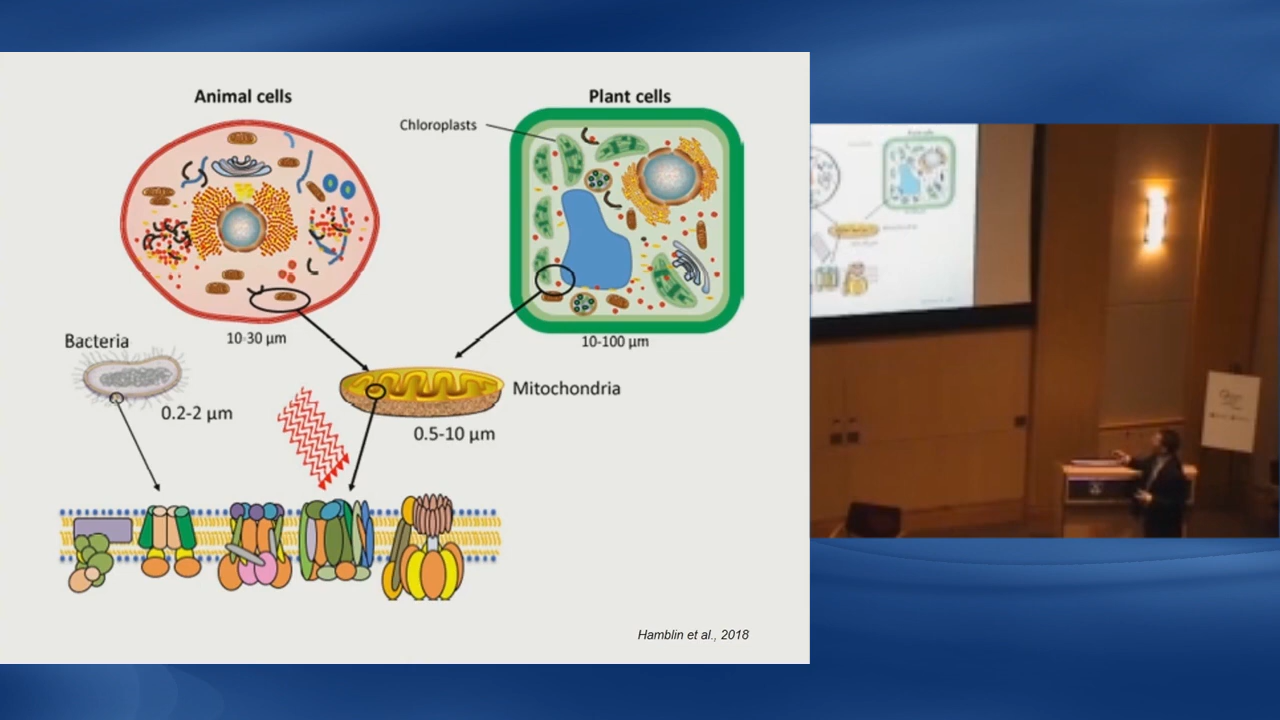 Animal cells
Plant cells
Chloroplasts
10-30 µm
10-100 µm
Bacteria
0.2-2 µm
Mitochondria
0.5-10 µm
Hamblin et al., 2018